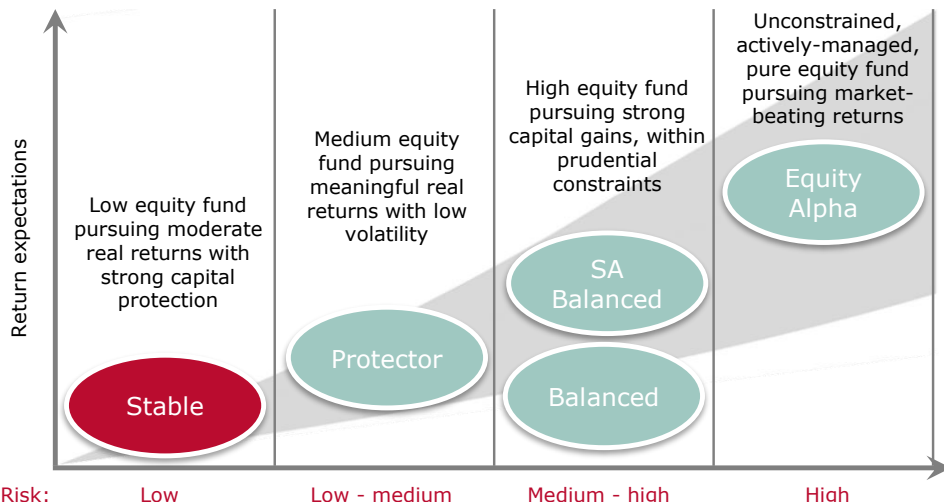 Return expectations
Low equity fund
pursuing moderate
real returns with
strong capital
protection
Stable
Medium equity
fund pursuing
meaningful real
returns with low
volatility
Protector
High equity fund
pursuing strong
capital gains, within
prudential
constraints
SA
Balanced
Balanced
Unconstrained,
actively-managed,
pure equity fund
pursuing market-
beating returns
Equity
Alpha
Risk:
Low
Low - medium
Medium - high
High